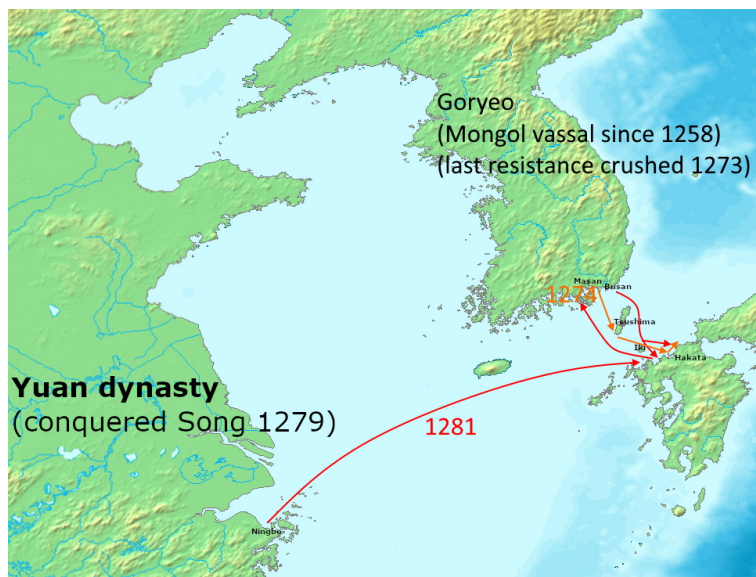 Goryeo
(Mongol vassal since 1258)
(last resistance crushed 1273)
Masan
Busan
1274
Tsushima
Iki
Hakata
Yuan dynasty
(conquered Song 1279)
1281
Ningbo